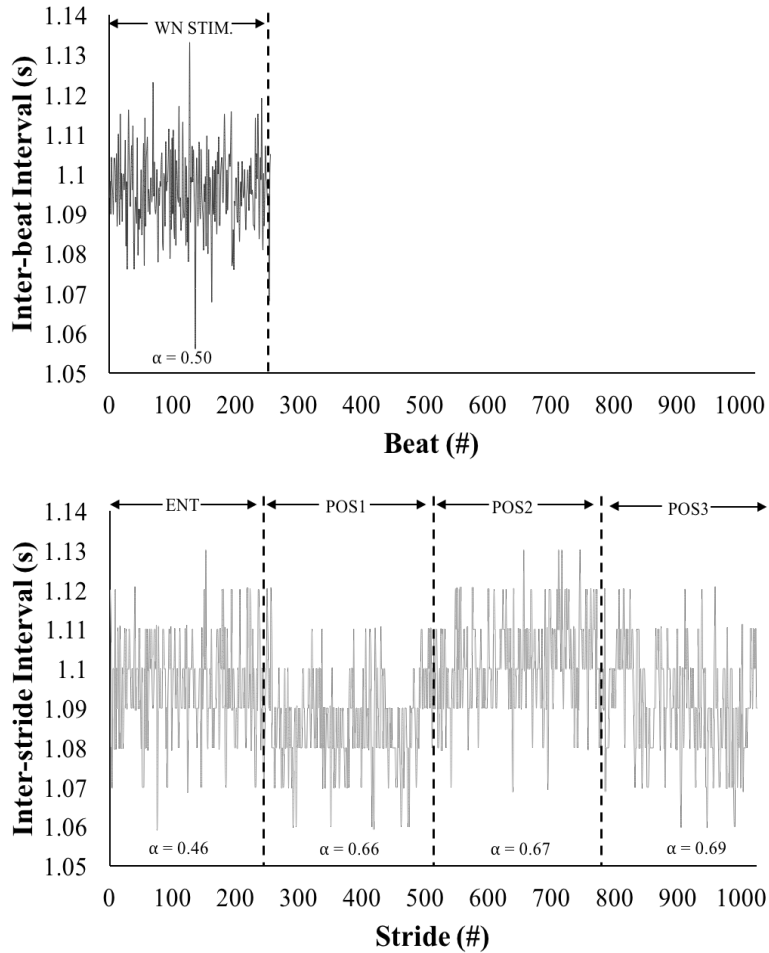 1.14
WN STIM.
1.13
1.12
1.11
1.1
1.09
1.08
1.07
1.06
1.05
Inter-beat Interval (s)
α = 0.50
0 100 200 300 400 500 600 700 800 900 1000
Beat (#)
ENT POS1 POS2 POS3
1.14
1.13
1.12
1.11
1.1
1.09
1.08
1.07
1.06
1.05
Inter-stride Interval (s)
α = 0.46 α = 0.66 α = 0.67 α = 0.69
0 100 200 300 400 500 600 700 800 900 1000
Stride (#)